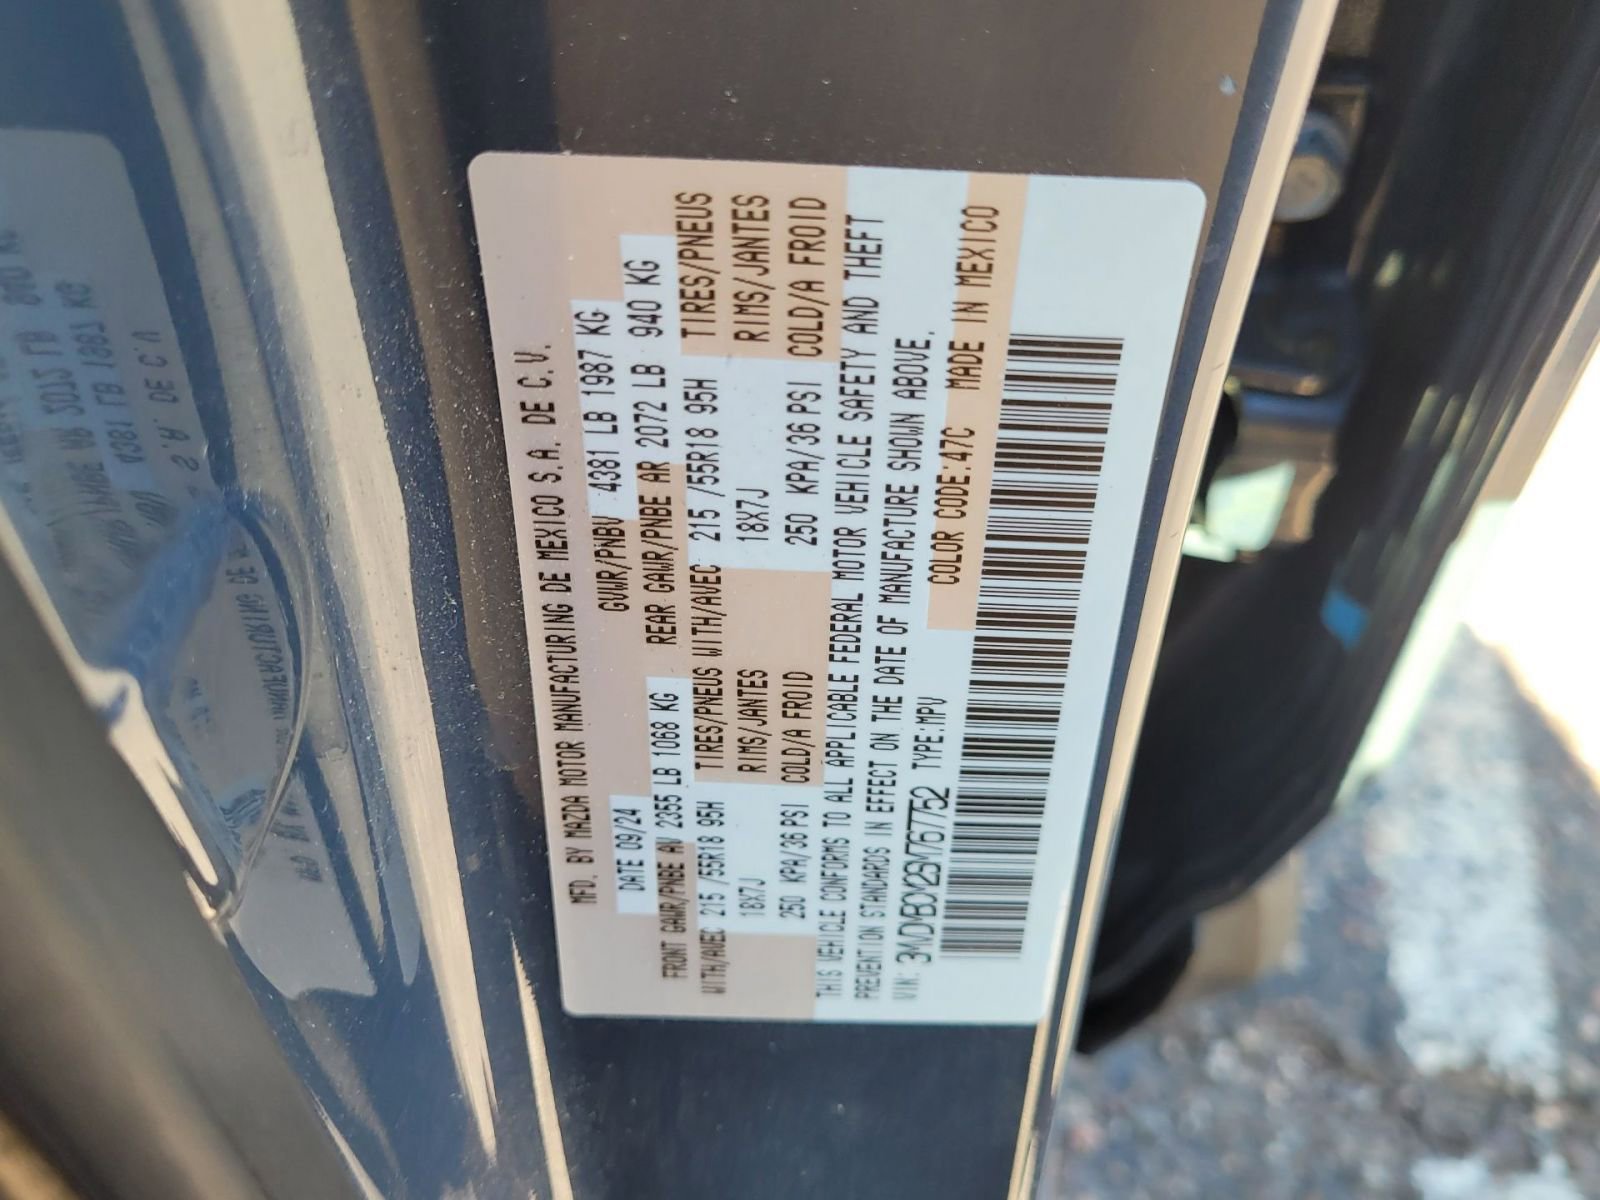 MFD. BY MAZDA MOTOR MANUFACTURING DE MEXICO S.A. DE C.V.
DATE 09/24 GVWR/PNBV 4381 LB 1987 KG
FRONT GAWR/PNBE AV 2355 LB 1068 KG REAR GAWR/PNBE AR 2072 LB 940 KG
WITH/AVEC 215 /55R18 95H TIRES/PNEUS WITH/AVEC 215 /55R18 95H TIRES/PNEUS
18X7J RIMS/JANTES 18X7J RIMS/JANTES
250 KPA/36 PSI COLD/A FROID 250 KPA/36 PSI COLD/A FROID
THIS VEHICLE CONFORMS TO ALL APPLICABLE FEDERAL MOTOR VEHICLE SAFETY AND THEFT
PREVENTION STANDARDS IN EFFECT ON THE DATE OF MANUFACTURE SHOWN ABOVE.
VIN: 3MVDMBDY2SM767752 TYPE:MPV COLOR CODE:47C MADE IN MEXICO